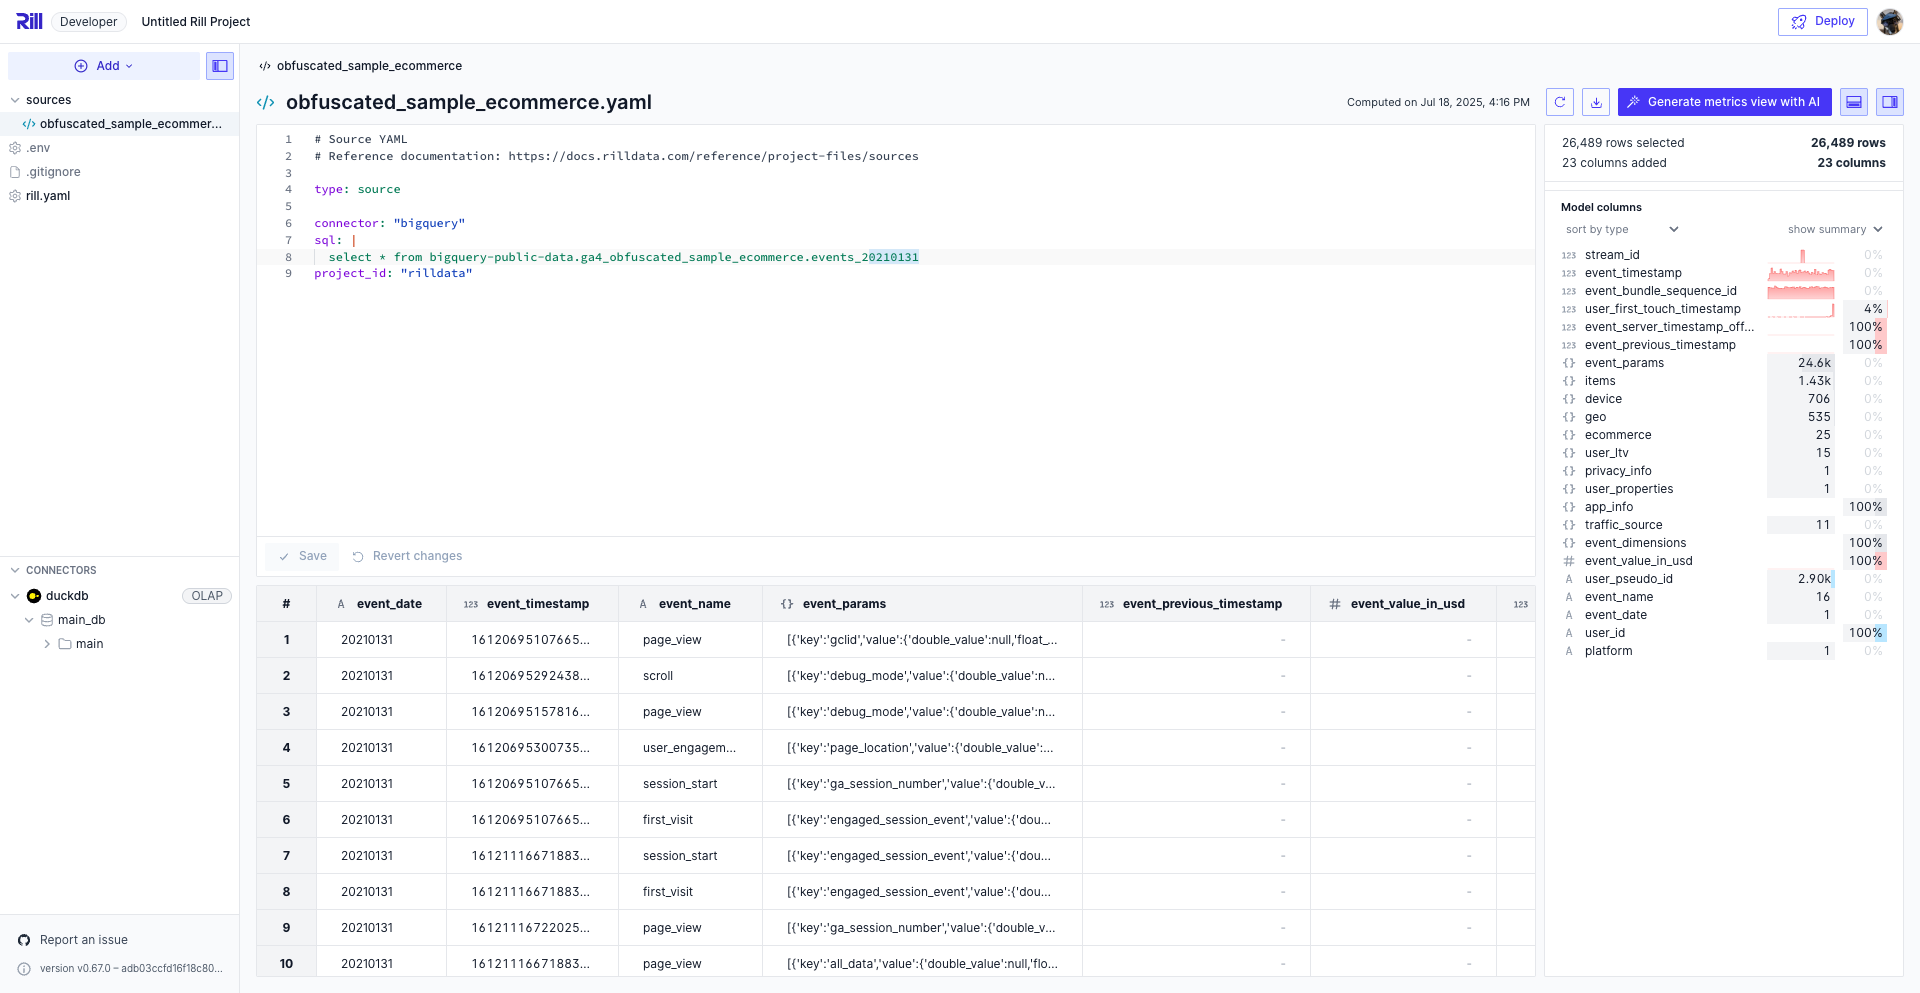 Rill Developer Untitled Rill Project Deploy
Add
sources
obfuscated_sample_ecommer...
.env
.gitignore
rill.yaml
CONNECTORS
duckdb OLAP
main_db
main
Report an issue
version v0.67.0 – adb03ccfd16f18c80...
</> obfuscated_sample_ecommerce
</> obfuscated_sample_ecommerce.yaml Computed on Jul 18, 2025, 4:16 PM Generate metrics view with AI
1 # Source YAML
2 # Reference documentation: https://docs.rilldata.com/reference/project-files/sources
3
4 type: source
5
6 connector: "bigquery"
7 sql: |
8 select * from bigquery-public-data.ga4_obfuscated_sample_ecommerce.events_20210131
9 project_id: "rilldata"
Save Revert changes
# A event_date 123 event_timestamp A event_name {} event_params 123 event_previous_timestamp # event_value_in_usd 123
1 20210131 16120695107665... page_view [{'key':'gclid','value':{'double_value':null,'float_... - -
2 20210131 16120695292438... scroll [{'key':'debug_mode','value':{'double_value':n... - -
3 20210131 16120695157816... page_view [{'key':'debug_mode','value':{'double_value':n... - -
4 20210131 16120695300735... user_engagem... [{'key':'page_location','value':{'double_value':... - -
5 20210131 16120695107665... session_start [{'key':'ga_session_number','value':{'double_v... - -
6 20210131 16120695107665... first_visit [{'key':'engaged_session_event','value':{'dou... - -
7 20210131 16121116671883... session_start [{'key':'engaged_session_event','value':{'dou... - -
8 20210131 16121116671883... first_visit [{'key':'engaged_session_event','value':{'dou... - -
9 20210131 16121116722025... page_view [{'key':'ga_session_number','value':{'double_v... - -
10 20210131 16121116671883... page_view [{'key':'all_data','value':{'double_value':null,'flo... - -
26,489 rows selected 26,489 rows
23 columns added 23 columns
Model columns
sort by type show summary
123 stream_id 0%
123 event_timestamp 0%
123 event_bundle_sequence_id 0%
123 user_first_touch_timestamp 4%
123 event_server_timestamp_off... 100%
123 event_previous_timestamp 100%
{} event_params 24.6k 0%
{} items 1.43k 0%
{} device 706 0%
{} geo 535 0%
{} ecommerce 25 0%
{} user_ltv 15 0%
{} privacy_info 1 0%
{} user_properties 1 0%
{} app_info 100%
{} traffic_source 11 0%
{} event_dimensions 100%
# event_value_in_usd 100%
A user_pseudo_id 2.90k 0%
A event_name 16 0%
A event_date 1 0%
A user_id 100%
A platform 1 0%